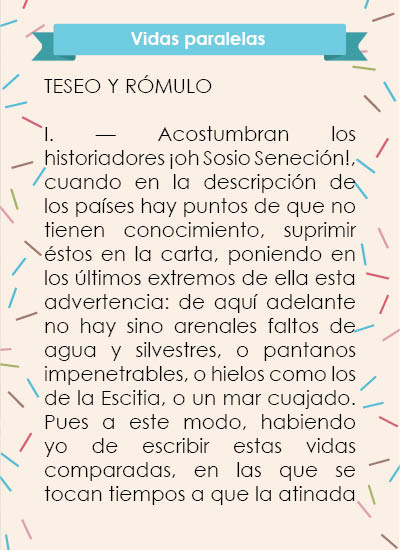 Vidas paralelas
TESEO Y RÓMULO
I. — Acostumbran los
historiadores ¡oh Sosio Seneción!,
cuando en la descripción de
los países hay puntos de que no
tienen conocimiento, suprimir
éstos en la carta, poniendo en
los últimos extremos de ella esta
advertencia: de aquí adelante
no hay sino arenales faltos de
agua y silvestres, o pantanos
impenetrables, o hielos como los
de la Escitia, o un mar cuajado.
Pues a este modo, habiendo
yo de escribir estas vidas
comparadas, en las que se
tocan tiempos a que la atinada